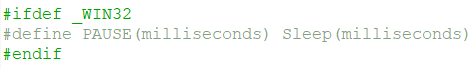 #ifdef _WIN32
#define PAUSE(milliseconds) Sleep(milliseconds)
#endif